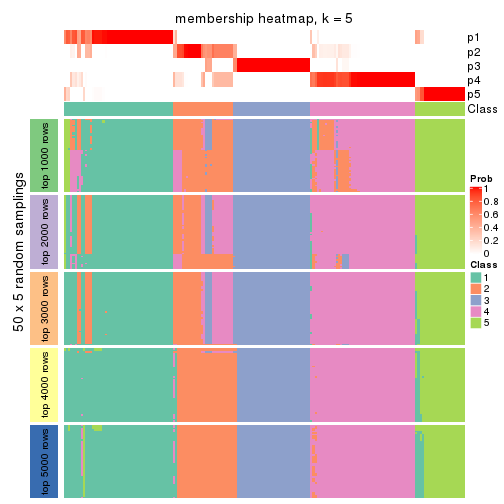 membership heatmap, k = 5
p1
p2
p3
p4
p5
Class
50 x 5 random samplings
top 1000 rows
top 2000 rows
top 3000 rows
top 4000 rows
top 5000 rows
Prob
1
0.8
0.6
0.4
0.2
0
Class
1
2
3
4
5